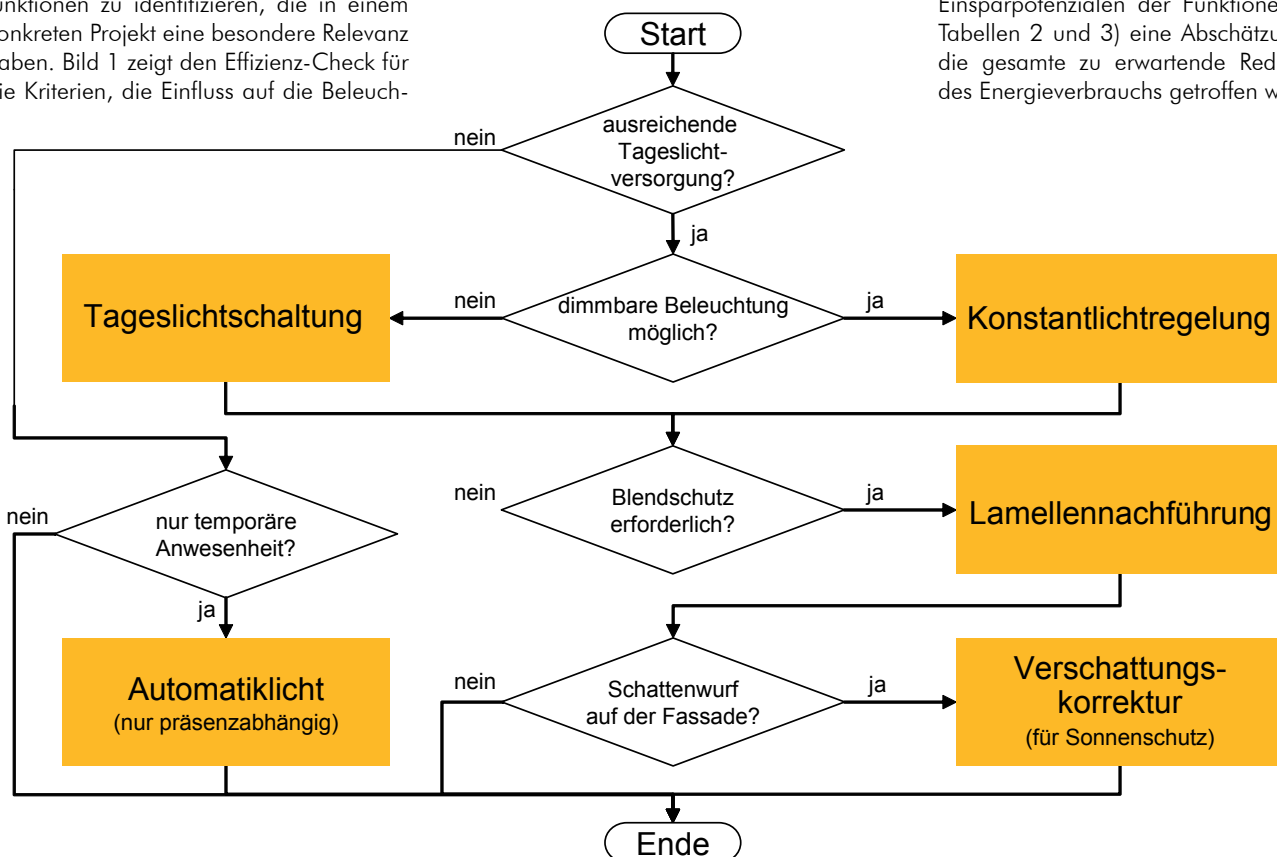 unktionen zu identifizieren, die in einem
onkreten Projekt eine besondere Relevanz
aben. Bild 1 zeigt den Effizienz-Check für
ie Kriterien, die Einfluss auf die Beleuch-
Einsparpotenzialen der Funktione
Tabellen 2 und 3) eine Abschätzu
die gesamte zu erwartende Red
des Energieverbrauchs getroffen w
Start
nein
ausreichende
Tageslicht-
versorgung?
ja
Tageslichtschaltung
nein
dimmbare Beleuchtung
möglich?
ja
Konstantlichtregelung
nein
Blendschutz
erforderlich?
ja
Lamellennachführung
nein
nur temporäre
Anwesenheit?
ja
Automatiklicht
(nur präsenzabhängig)
nein
Schattenwurf
auf der Fassade?
ja
Verschattungs-
korrektur
(für Sonnenschutz)
Ende